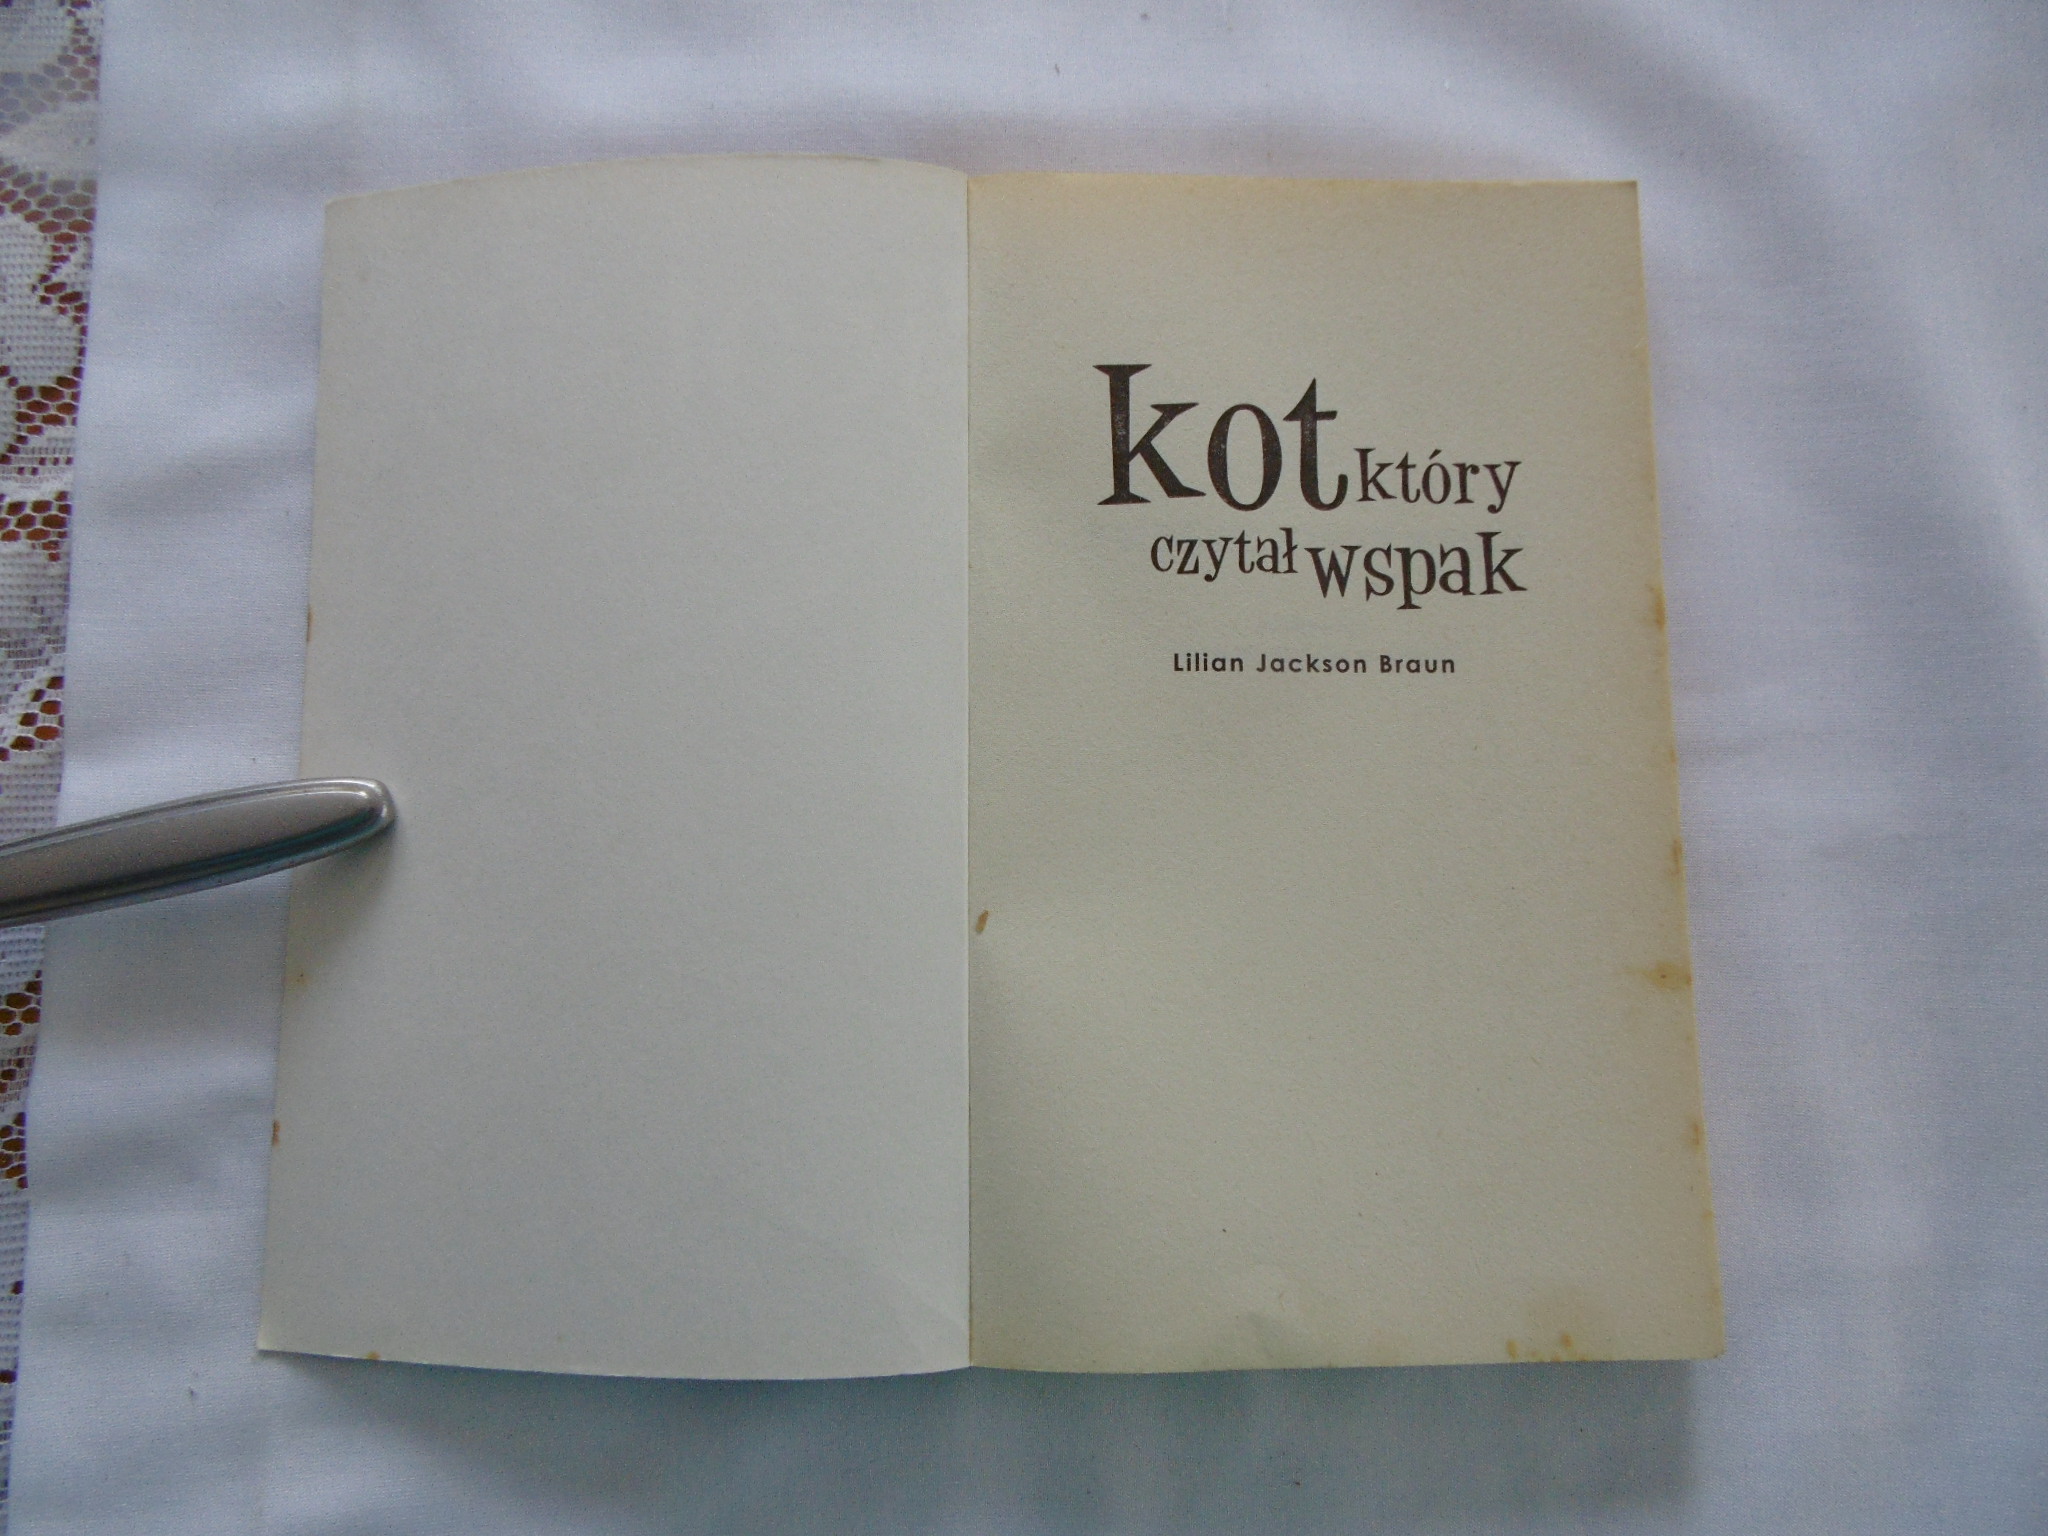 kot który
czytał wspak
Lilian Jackson Braun